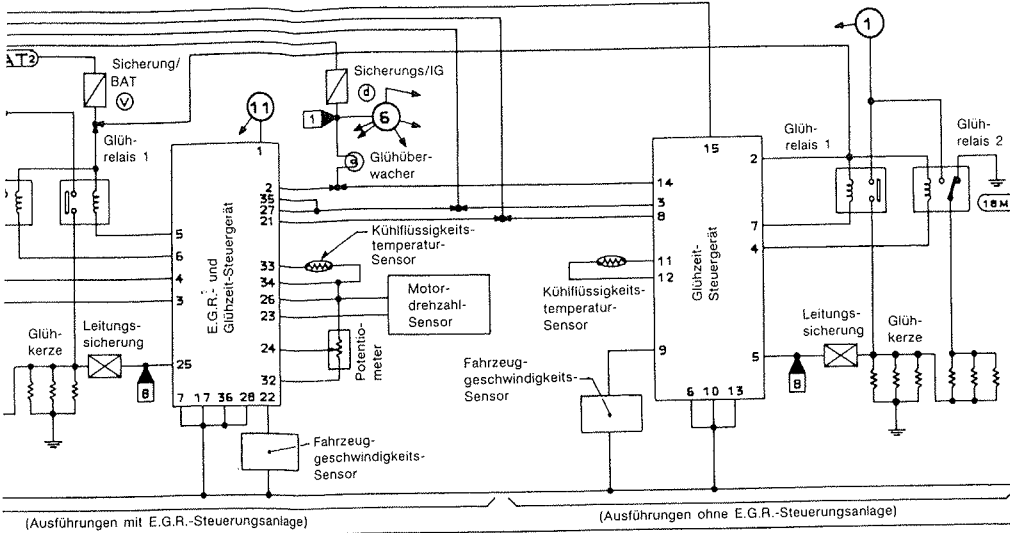 AT2
Sicherung/
BAT
V
Glüh-
relais 1
11
1
Sicherungs/IG
d
1
6
g
Glühüber-
wacher
2
35
27
21
5
6
4
3
25
E.G.R.- und
Glühzeit-Steuergerät
33
34
26
23
24
32
7 17 36 28 22
Kühlflüssigkeits-
temperatur-
Sensor
Motor-
drehzahl-
Sensor
Potentio-
meter
Glüh-
kerze
Leitungs-
sicherung
8
Fahrzeug-
geschwindigkeits-
Sensor
(Ausführungen mit E.G.R.-Steuerungsanlage)
15
14
3
8
11
12
9
2
7
4
5
6 10 13
Glühzeit-
Steuergerät
Kühlflüssigkeits-
temperatur-
Sensor
Fahrzeug-
geschwindigkeits-
Sensor
1
Glüh-
relais 1
Glüh-
relais 2
18M
Leitungs-
sicherung
Glüh-
kerze
8
(Ausführungen ohne E.G.R.-Steuerungsanlage)